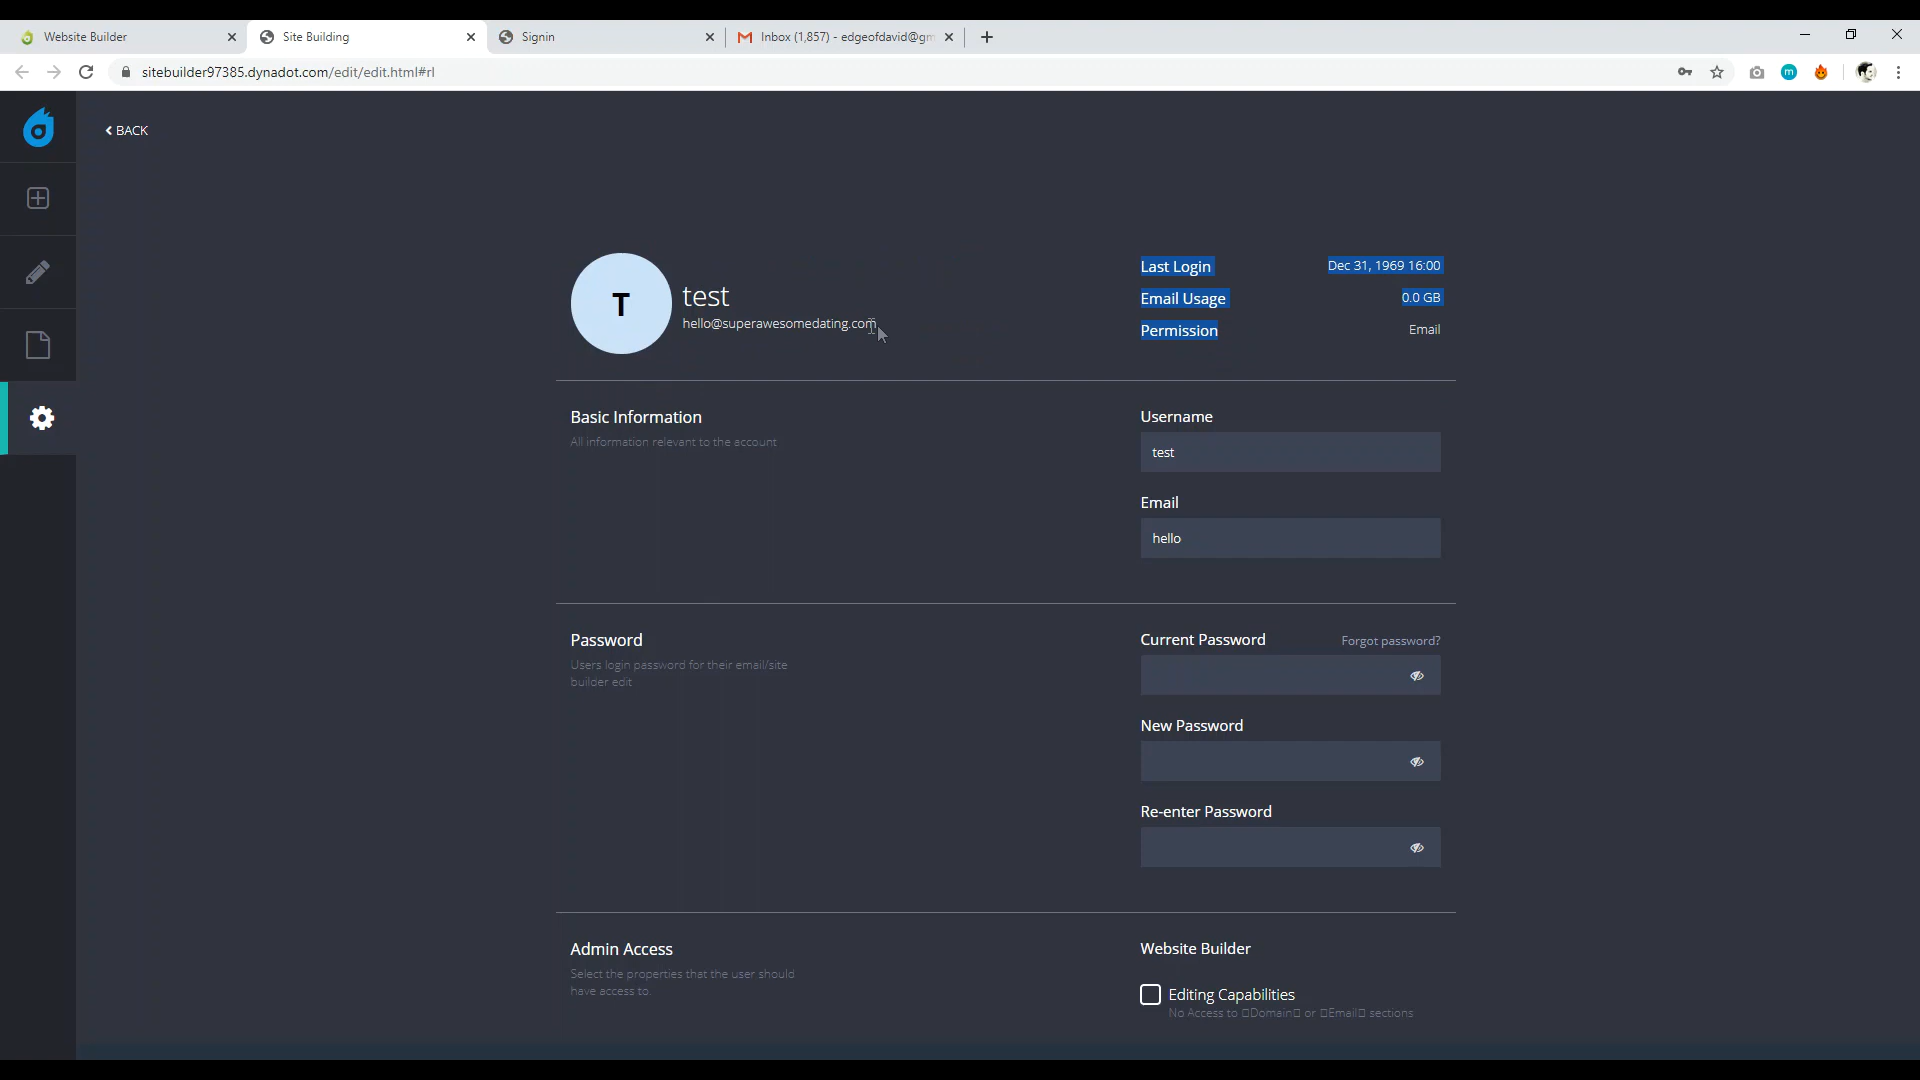 Website Builder
Site Building
Signin
Inbox (1,857) - edgeofdavid@gm
sitebuilder97385.dynadot.com/edit/edit.html#rl
BACK
T
test
hello@superawesomedating.com
Last Login Dec 31, 1969 16:00
Email Usage 0.0 GB
Permission Email
Basic Information
All information relevant to the account
Username
test
Email
hello
Password
Users login password for their email/site
builder edit
Current Password Forgot password?
New Password
Re-enter Password
Admin Access
Select the properties that the user should
have access to.
Website Builder
Editing Capabilities
No Access to □Domain□ or □Email□ sections